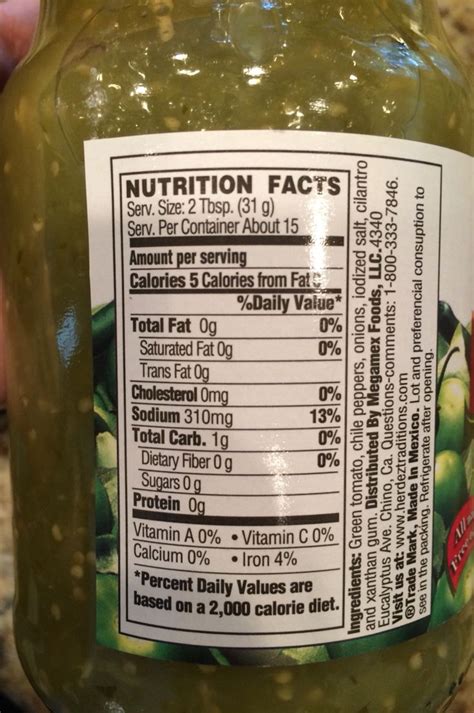 NUTRITION FACTS
Serv. Size: 2 Tbsp. (31 g)
Serv. Per Container About 15
Amount per serving
Calories 5 Calories from Fat
%Daily Value*
Total Fat 0g 0%
Saturated Fat 0g 0%
Trans Fat 0g
Cholesterol 0mg 0%
Sodium 310mg 13%
Total Carb. 1g 0%
Dietary Fiber 0 g 0%
Sugars 0 g
Protein 0g
Vitamin A 0% • Vitamin C 0%
Calcium 0% • Iron 4%
*Percent Daily Values are
based on a 2,000 calorie diet.
Ingredients: Green tomato, chile peppers, onions, iodized salt, cilantro
and xanthan gum. Distributed By Megamex Foods, LLC.4340
Eucalyptus Ave. Chino, Ca. Questions-comments: 1-800-333-7846.
Visit us at: www.herdeztraditions.com
®Trade Mark, Made In Mexico. Lot and preferencial consuption to
see in the packing. Refrigerate after opening.